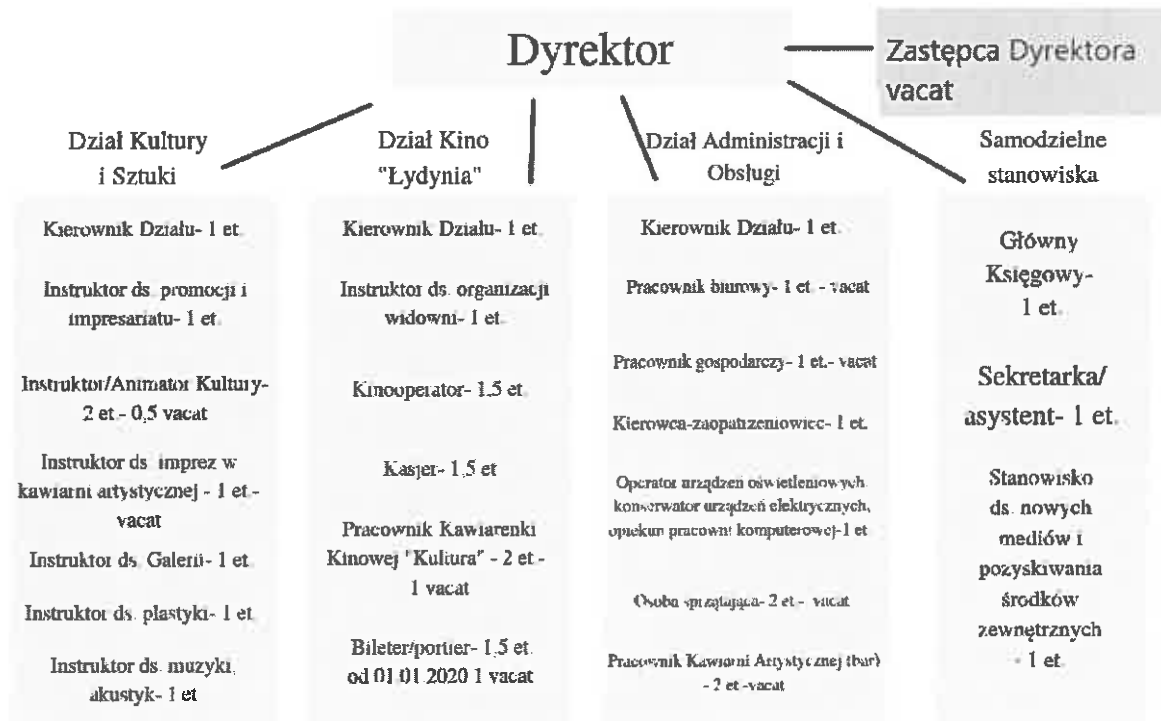 Dyrektor
Zastępca Dyrektora
vacat
Dział Kultury
i Sztuki
Kierownik Działu- 1 et.
Instruktor ds. promocji i
impresariatu- 1 et.
Instruktor/Animator Kultury-
2 et - 0,5 vacat
Instruktor ds. imprez w
kawiarni artystycznej - 1 et -
vacat
Instruktor ds. Galerii- 1 et.
Instruktor ds. plastyki- 1 et
Instruktor ds. muzyki,
akustyk- 1 et
Dział Kino
"Łydynia"
Kierownik Działu- 1 et.
Instruktor ds. organizacji
widowni- 1 et.
Kinooperator- 1,5 et.
Kasjer- 1,5 et
Pracownik Kawiarenki
Kinowej "Kultura" - 2 et -
1 vacat
Bileter/portier- 1,5 et.
od 01.01.2020 1 vacat
Dział Administracji i
Obsługi
Kierownik Działu- 1 et.
Pracownik biurowy- 1 et. - vacat
Pracownik gospodarczy- 1 et.- vacat
Kierowca-zaopatrzeniowiec- 1 et.
Operator urządzeń oświetleniowych,
konserwator urządzeń elektrycznych,
opiekun pracowni komputerowej-1 et
Osoba sprzątająca- 2 et - vacat
Pracownik Kawiarni Artystycznej (bar)
- 2 et -vacat
Samodzielne
stanowiska
Główny
Księgowy-
1 et.
Sekretarka/
asystent- 1 et.
Stanowisko
ds. nowych
mediów i
pozyskiwania
środków
zewnętrznych
- 1 et.